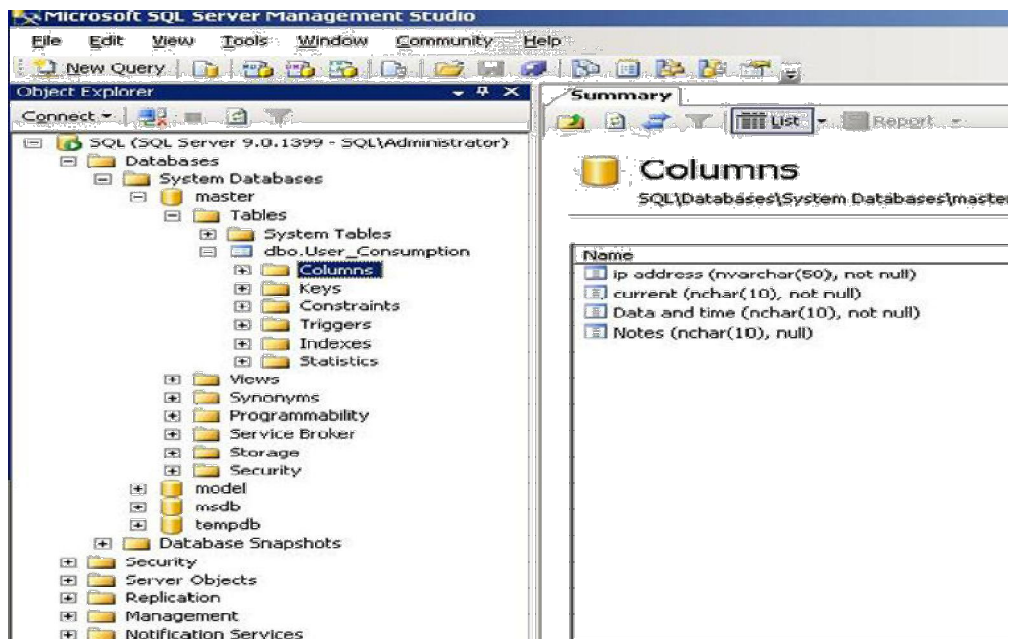 Microsoft SQL Server Management Studio
File Edit View Tools Window Community Help
New Query
Object Explorer
Connect
SQL (SQL Server 9.0.1399 - SQL\Administrator)
Databases
System Databases
master
Tables
System Tables
dbo.User_Consumption
Columns
Keys
Constraints
Triggers
Indexes
Statistics
Views
Synonyms
Programmability
Service Broker
Storage
Security
model
msdb
tempdb
Database Snapshots
Security
Server Objects
Replication
Management
Notification Services
Summary
List Report
Columns
SQL\Databases\System Databases\master
Name
ip address (nvarchar(50), not null)
current (nchar(10), not null)
Data and time (nchar(10), not null)
Notes (nchar(10), null)